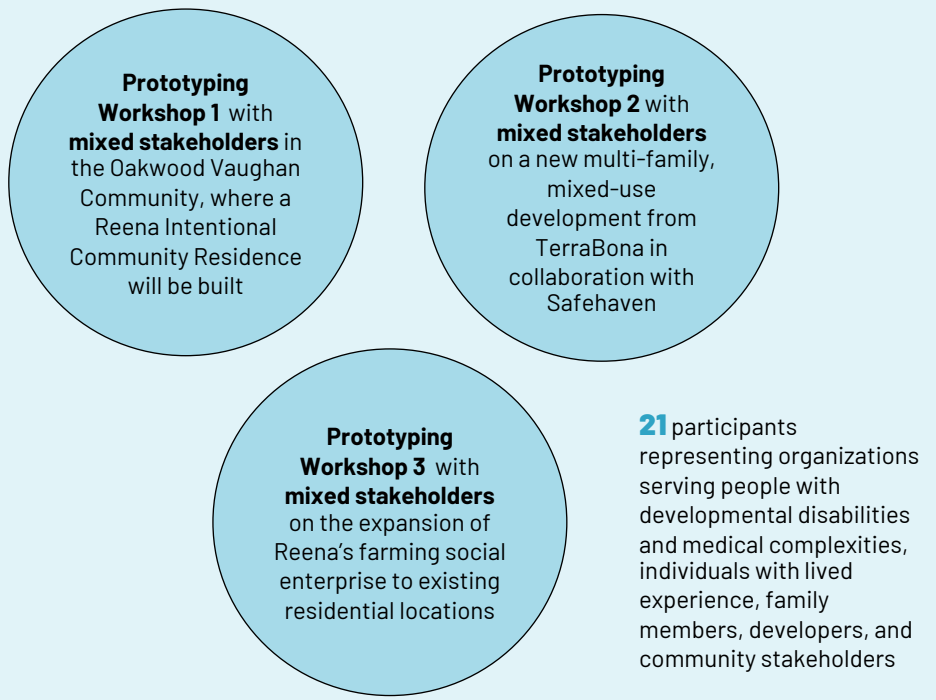 Prototyping
Workshop 1 with
mixed stakeholders in
the Oakwood Vaughan
Community, where a
Reena Intentional
Community Residence
will be built
Prototyping
Workshop 2 with
mixed stakeholders
on a new multi-family,
mixed-use
development from
TerraBona in
collaboration with
Safehaven
Prototyping
Workshop 3 with
mixed stakeholders
on the expansion of
Reena's farming social
enterprise to existing
residential locations
21 participants
representing organizations
serving people with
developmental disabilities
and medical complexities,
individuals with lived
experience, family
members, developers, and
community stakeholders